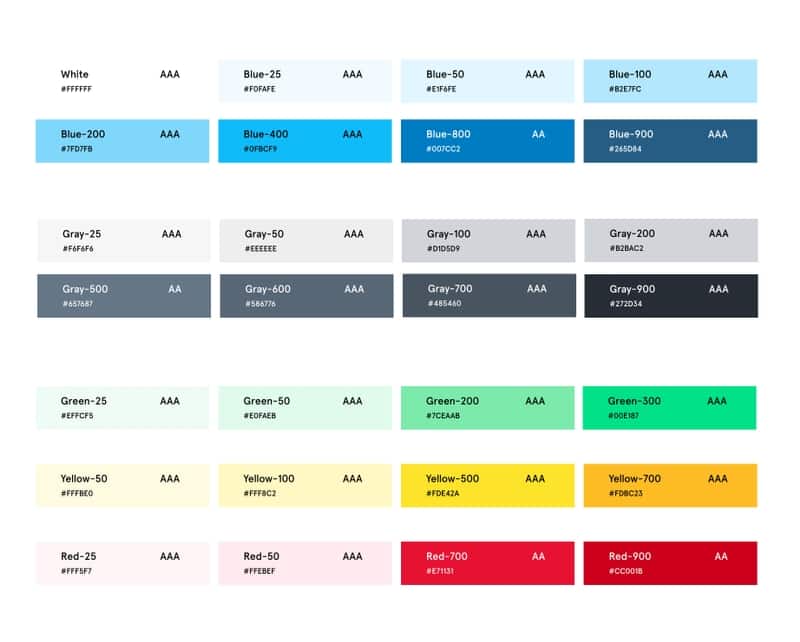 White AAA
#FFFFFF
Blue-25 AAA
#F0FAFE
Blue-50 AAA
#E1F6FE
Blue-100 AAA
#B2E7FC
Blue-200 AAA
#7FD7FB
Blue-400 AAA
#0FBCF9
Blue-800 AA
#007CC2
Blue-900 AAA
#265D84
Gray-25 AAA
#F6F6F6
Gray-50 AAA
#EEEEEE
Gray-100 AAA
#D1D5D9
Gray-200 AAA
#B2BAC2
Gray-500 AA
#657687
Gray-600 AAA
#586776
Gray-700 AAA
#485460
Gray-900 AAA
#272D34
Green-25 AAA
#EFFCF5
Green-50 AAA
#E0FAEB
Green-200 AAA
#7CEAAB
Green-300 AAA
#00E187
Yellow-50 AAA
#FFFBE0
Yellow-100 AAA
#FFF8C2
Yellow-500 AAA
#FDE42A
Yellow-700 AAA
#FDBC23
Red-25 AAA
#FFF5F7
Red-50 AAA
#FFEBEF
Red-700 AA
#E71131
Red-900 AA
#CC001B